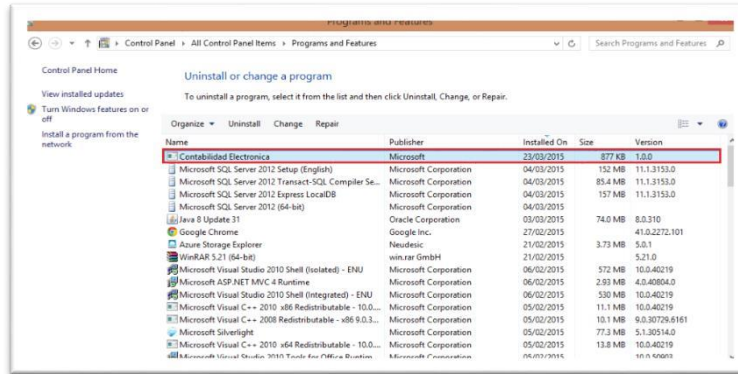 Programs and Features
Control Panel ▸ All Control Panel Items ▸ Programs and Features
Search Programs and Features
Control Panel Home
View installed updates
Turn Windows features on or off
Install a program from the network
Uninstall or change a program
To uninstall a program, select it from the list and then click Uninstall, Change, or Repair.
Organize Uninstall Change Repair
Name Publisher Installed On Size Version
Contabilidad Electronica Microsoft 23/03/2015 877 KB 1.0.0
Microsoft SQL Server 2012 Setup (English) Microsoft Corporation 04/03/2015 152 MB 11.1.3153.0
Microsoft SQL Server 2012 Transact-SQL Compiler Se... Microsoft Corporation 04/03/2015 85.4 MB 11.1.3153.0
Microsoft SQL Server 2012 Express LocalDB Microsoft Corporation 04/03/2015 157 MB 11.1.3153.0
Microsoft SQL Server 2012 (64-bit) Microsoft Corporation 04/03/2015
Java 8 Update 31 Oracle Corporation 03/03/2015 74.0 MB 8.0.310
Google Chrome Google Inc. 27/02/2015 41.0.2272.101
Azure Storage Explorer Neudesic 21/02/2015 3.73 MB 5.0.1
WinRAR 5.21 (64-bit) win.rar GmbH 21/02/2015 5.21.0
Microsoft Visual Studio 2010 Shell (Isolated) - ENU Microsoft Corporation 06/02/2015 572 MB 10.0.40219
Microsoft ASP.NET MVC 4 Runtime Microsoft Corporation 06/02/2015 2.93 MB 4.0.40804.0
Microsoft Visual Studio 2010 Shell (Integrated) - ENU Microsoft Corporation 06/02/2015 530 MB 10.0.40219
Microsoft Visual C++ 2010 x86 Redistributable - 10.0.... Microsoft Corporation 05/02/2015 11.1 MB 10.0.40219
Microsoft Visual C++ 2008 Redistributable - x86 9.0.3... Microsoft Corporation 05/02/2015 10.1 MB 9.0.30729.6161
Microsoft Silverlight Microsoft Corporation 05/02/2015 77.3 MB 5.1.30514.0
Microsoft Visual C++ 2010 x64 Redistributable - 10.0.... Microsoft Corporation 05/02/2015 13.8 MB 10.0.40219
Microsoft Visual Studio 2010 Tools for Office Runtim... Microsoft Corporation 05/02/2015 10.0.50903